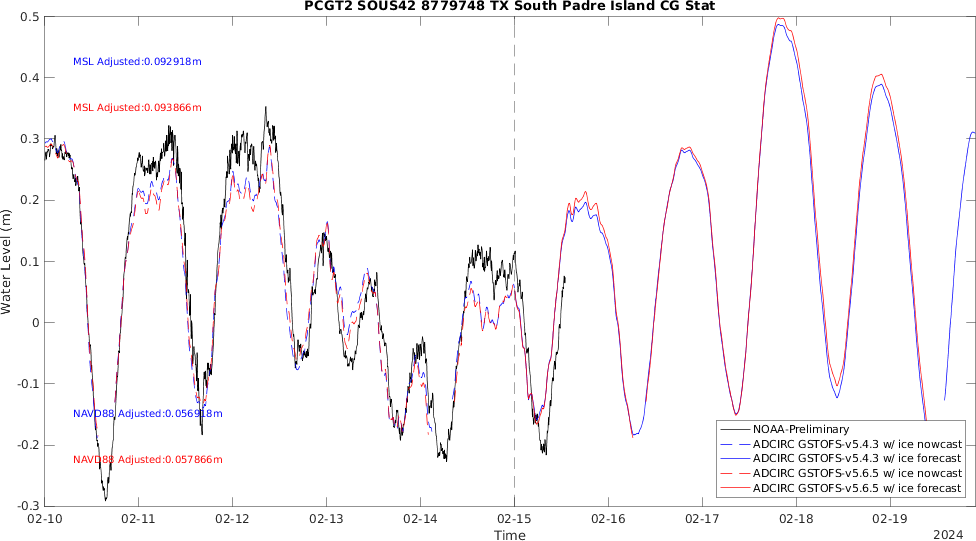 PCGT2 SOUS42 8779748 TX South Padre Island CG Stat
0.5
0.4
0.3
0.2
0.1
0
-0.1
-0.2
-0.3
Water Level (m)
MSL Adjusted:0.092918m
MSL Adjusted:0.093866m
NAVD88 Adjusted:0.056918m
NAVD88 Adjusted:0.057866m
NOAA-Preliminary
ADCIRC GSTOFS-v5.4.3 w/ ice nowcast
ADCIRC GSTOFS-v5.4.3 w/ ice forecast
ADCIRC GSTOFS-v5.6.5 w/ ice nowcast
ADCIRC GSTOFS-v5.6.5 w/ ice forecast
02-10 02-11 02-12 02-13 02-14 02-15 02-16 02-17 02-18 02-19
Time
2024